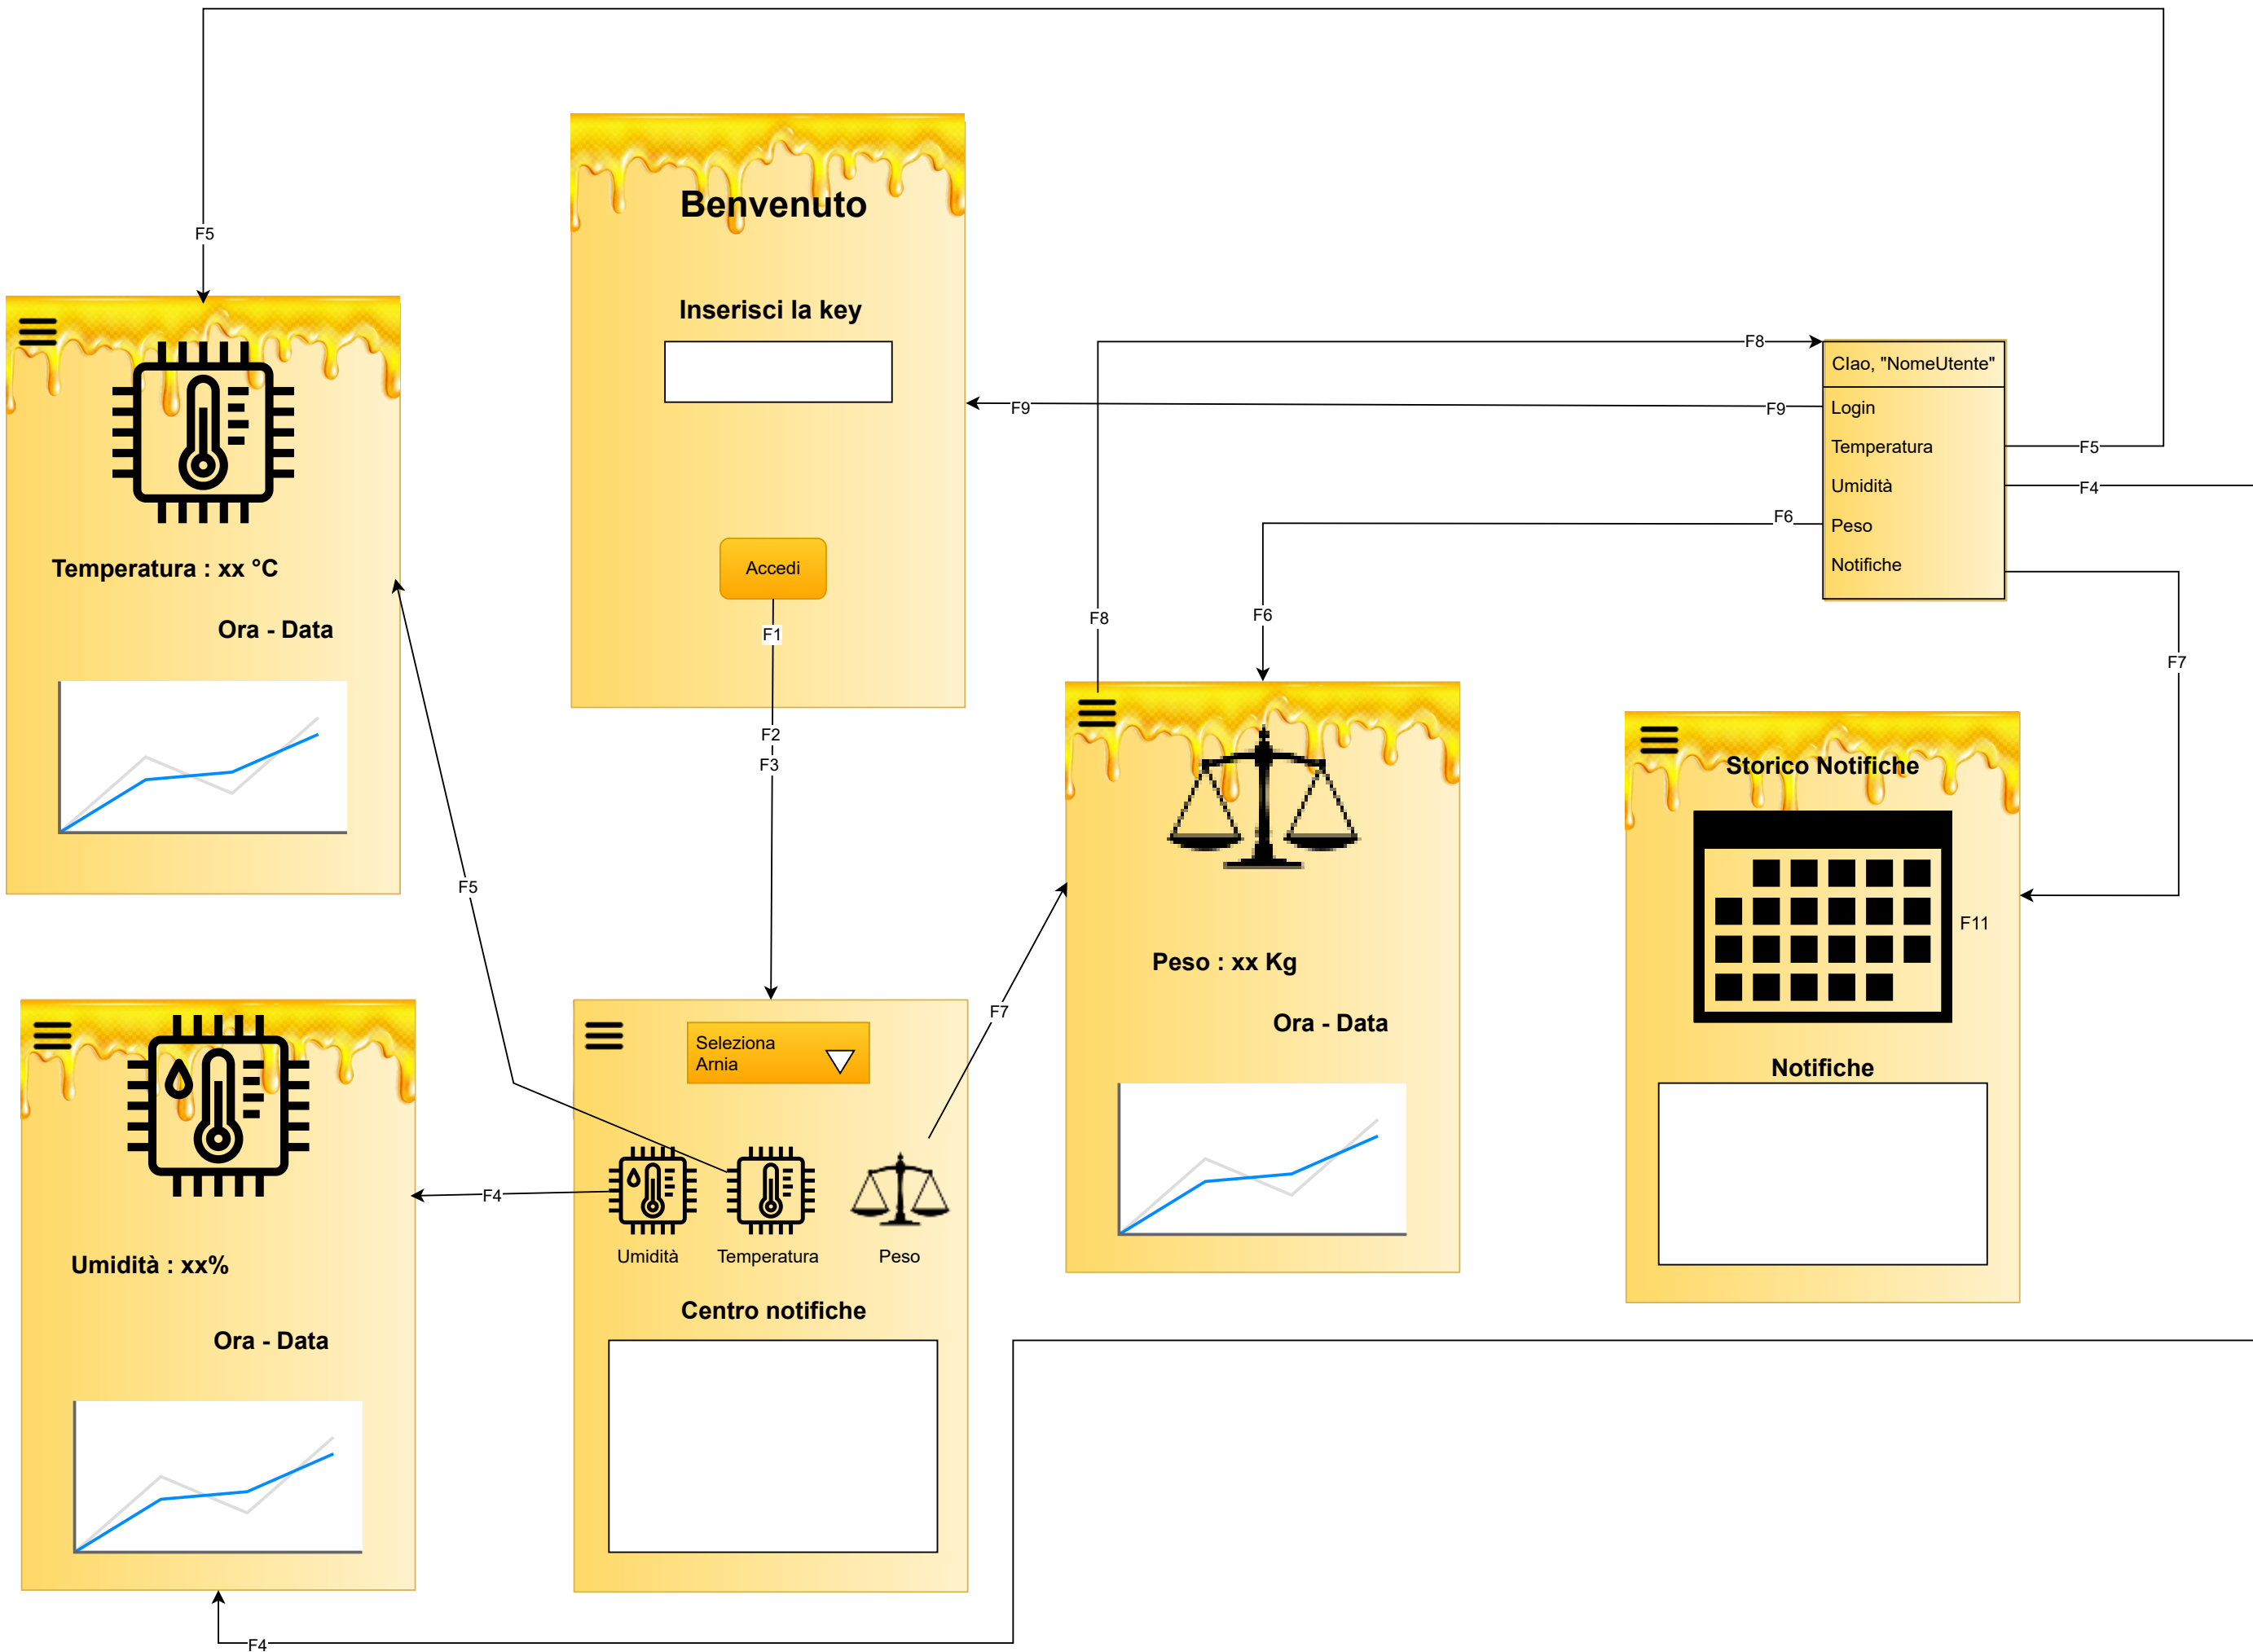 F5
Benvenuto
Inserisci la key
Accedi
F1
F2
F3
F8
F8
CIao, "NomeUtente"
Login
Temperatura
Umidità
Peso
Notifiche
F9
F9
F5
F4
F6
F6
F7
Temperatura : xx °C
Ora - Data
F5
Peso : xx Kg
Ora - Data
F7
Storico Notifiche
F11
Notifiche
Seleziona
Arnia
F4
Umidità
Temperatura
Peso
Centro notifiche
Umidità : xx%
Ora - Data
F4